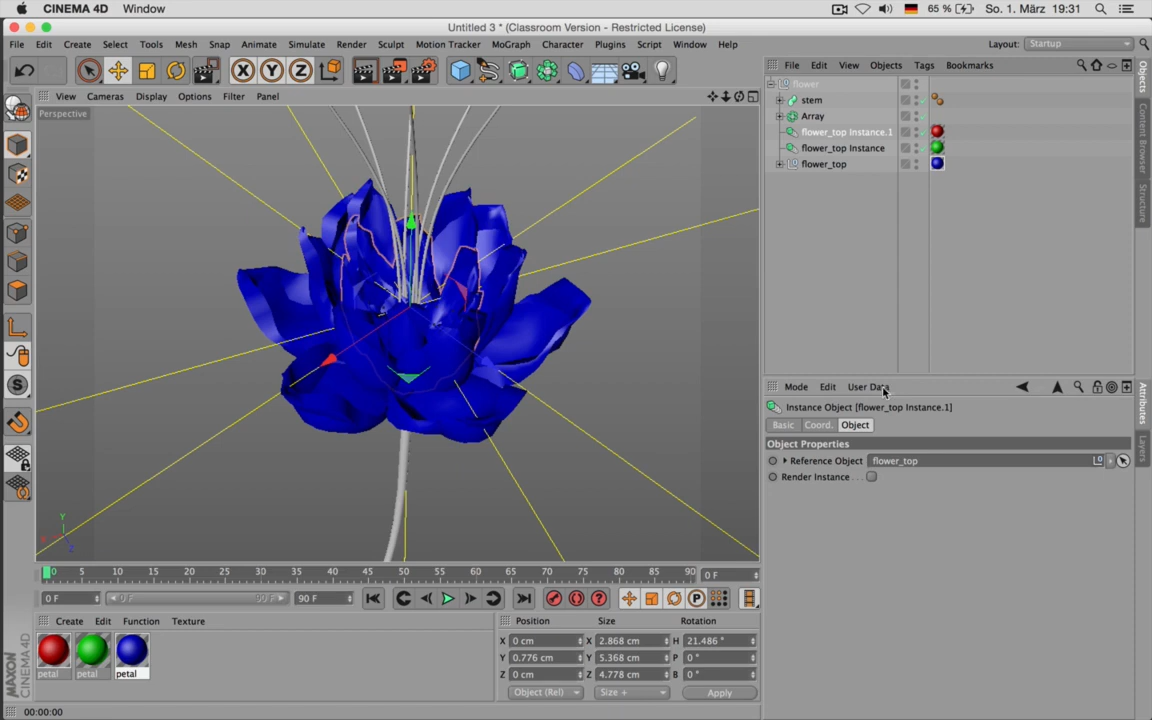 CINEMA 4D Window 65 % So. 1. März 19:31
Untitled 3 * (Classroom Version - Restricted License)
File Edit Create Select Tools Mesh Snap Animate Simulate Render Sculpt Motion Tracker MoGraph Character Plugins Script Window Help Layout: Startup
X Y Z
File Edit View Objects Tags Bookmarks
View Cameras Display Options Filter Panel
Perspective
flower
stem
Array
flower_top Instance.1
flower_top Instance
flower_top
Objects
Content Browser
Structure
Mode Edit User Data
Instance Object [flower_top Instance.1]
Basic Coord. Object
Object Properties
Reference Object flower_top
Render Instance
Attributes
Layers
Y
X
Z
0 5 10 15 20 25 30 35 40 45 50 55 60 65 70 75 80 85 90 0 F
0 F 0 F 90 F 90 F
Create Edit Function Texture
petal petal petal
Position Size Rotation
X 0 cm X 2.868 cm H 21.486 °
Y 0.776 cm Y 5.368 cm P 0 °
Z 0 cm Z 4.778 cm B 0 °
Object (Rel) Size + Apply
MAXON
CINEMA 4D
00:00:00